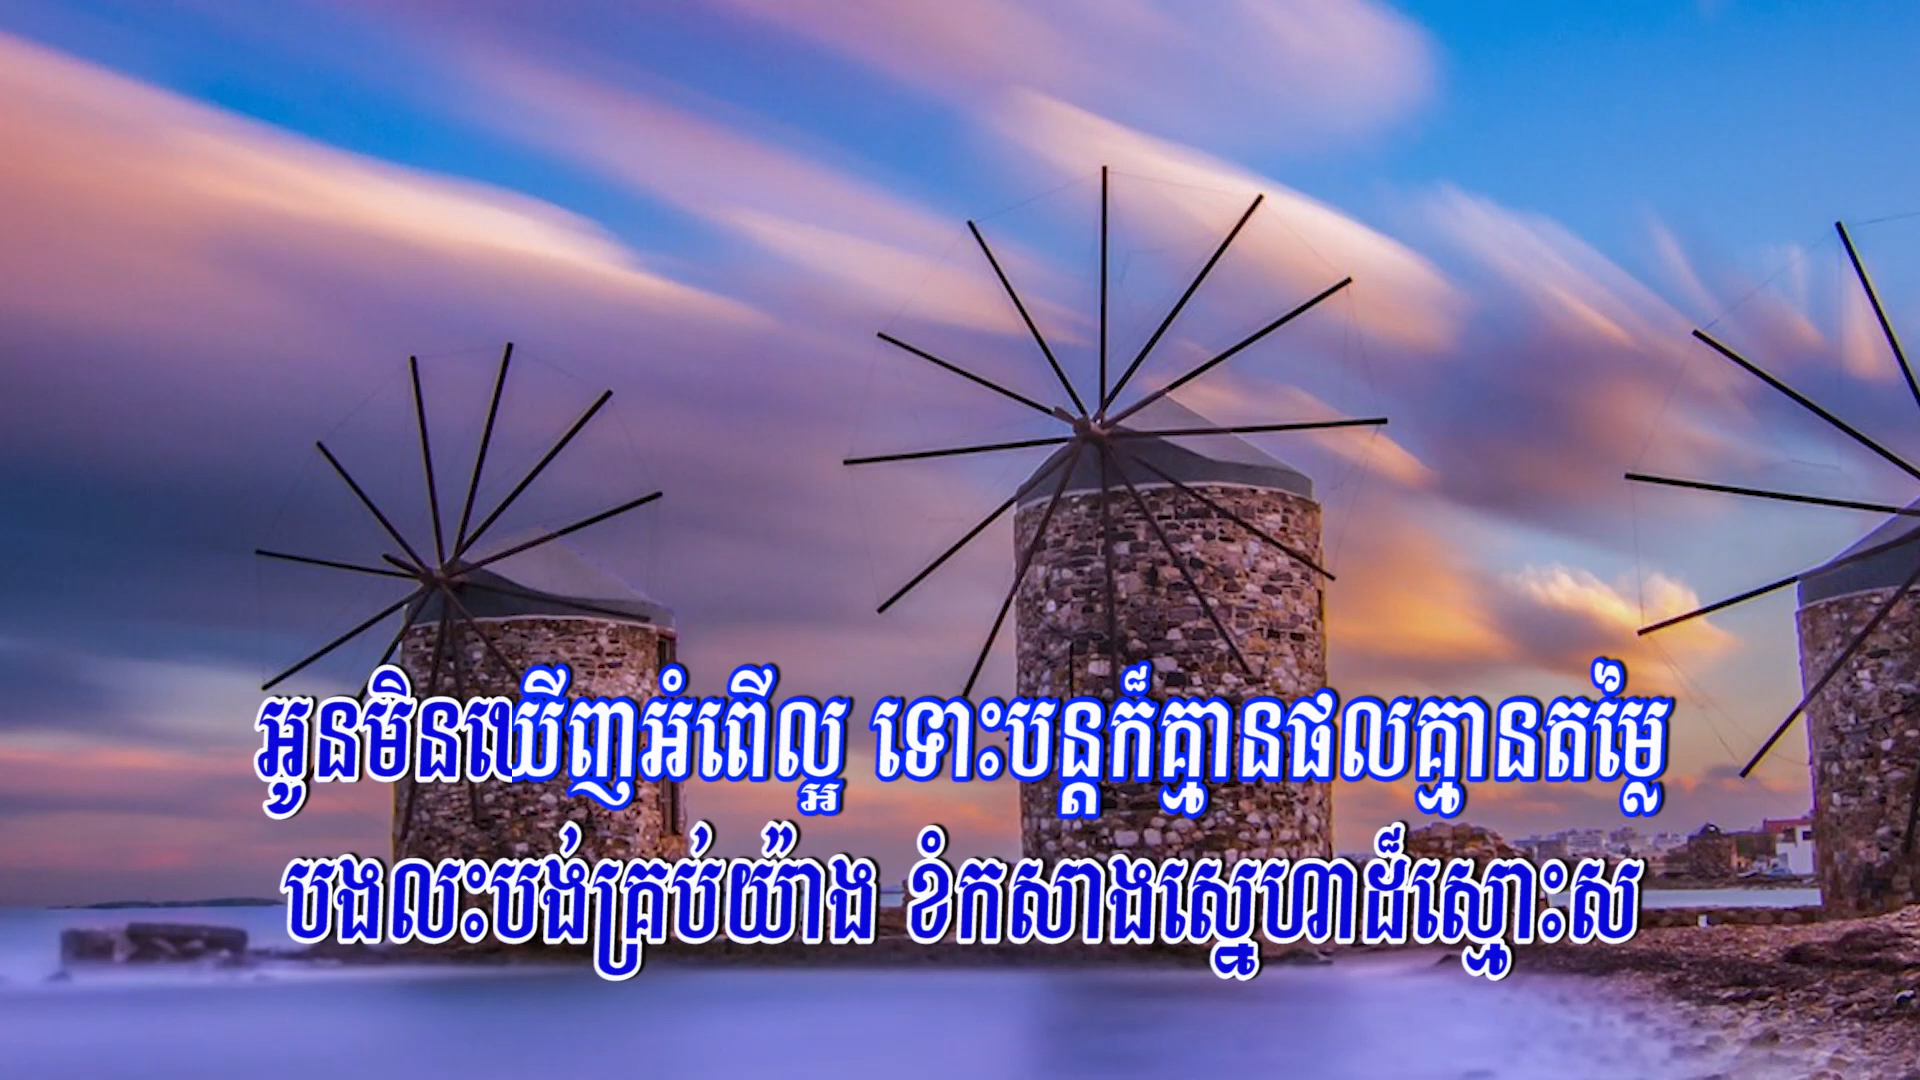 អូនមិនឃើញអំពើល្អ ទោះបន្តក៏គ្មានផលគ្មានតម្លៃ
បងលះបង់គ្រប់យ៉ាង ខំកសាងស្នេហាដ៏ស្មោះស